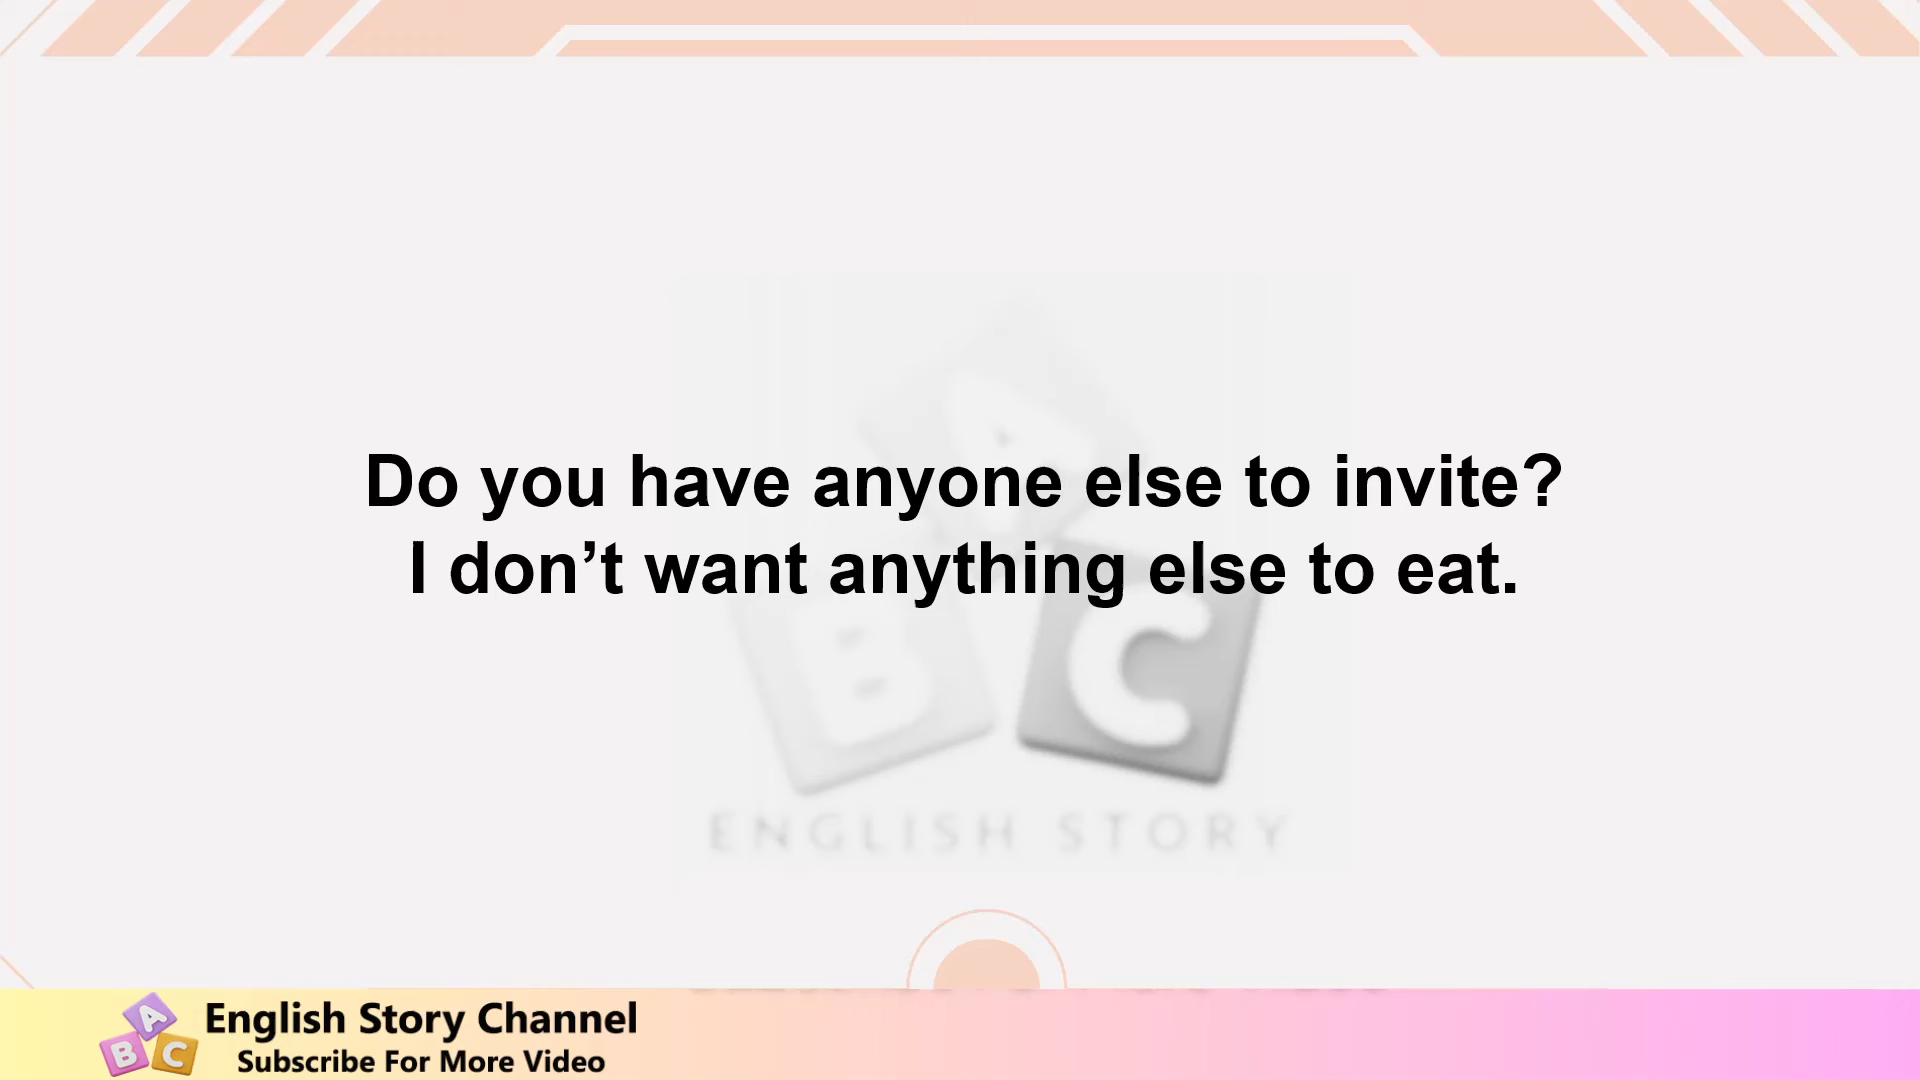 Do you have anyone else to invite?
I don’t want anything else to eat.
A
B
C
ENGLISH STORY
A
B
C
English Story Channel
Subscribe For More Video